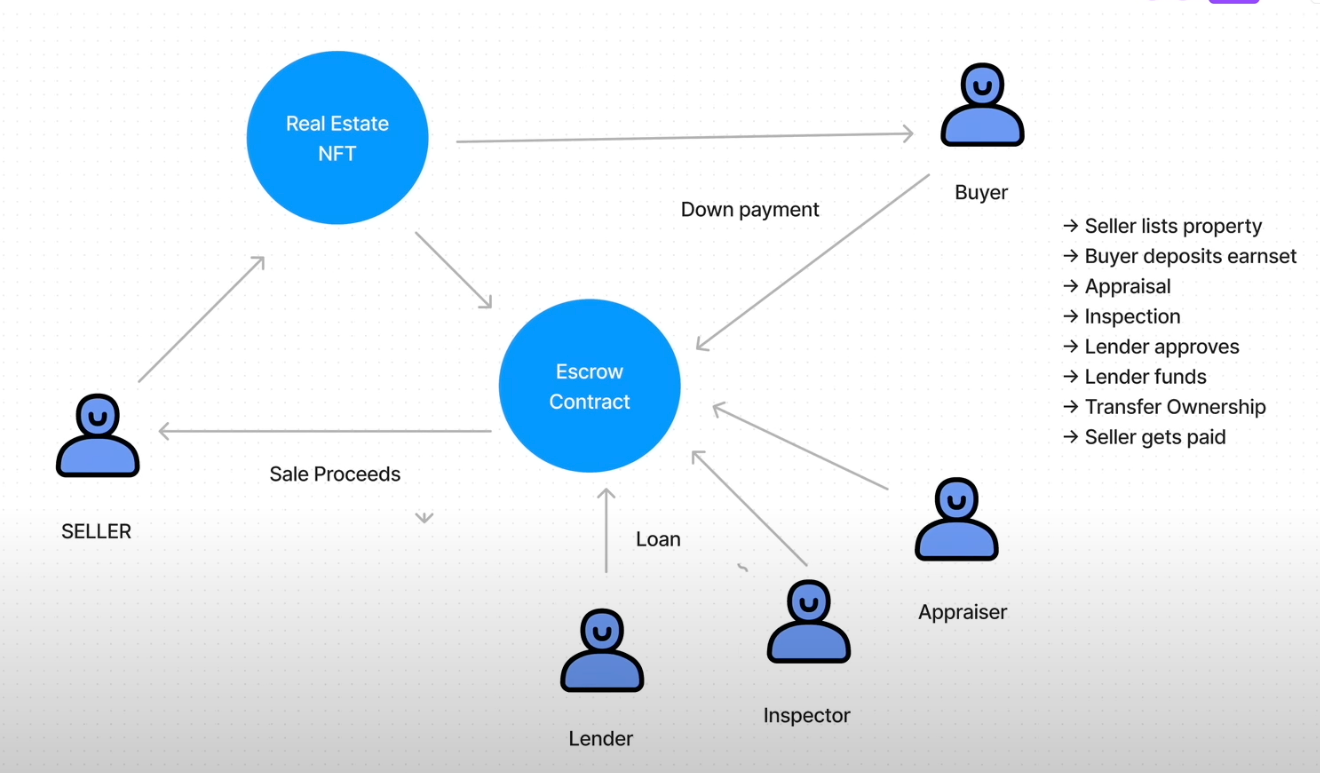 Real Estate
NFT
Buyer
Down payment
→ Seller lists property
→ Buyer deposits earnset
→ Appraisal
→ Inspection
→ Lender approves
→ Lender funds
→ Transfer Ownership
→ Seller gets paid
Escrow
Contract
Sale Proceeds
SELLER
Loan
Appraiser
Inspector
Lender